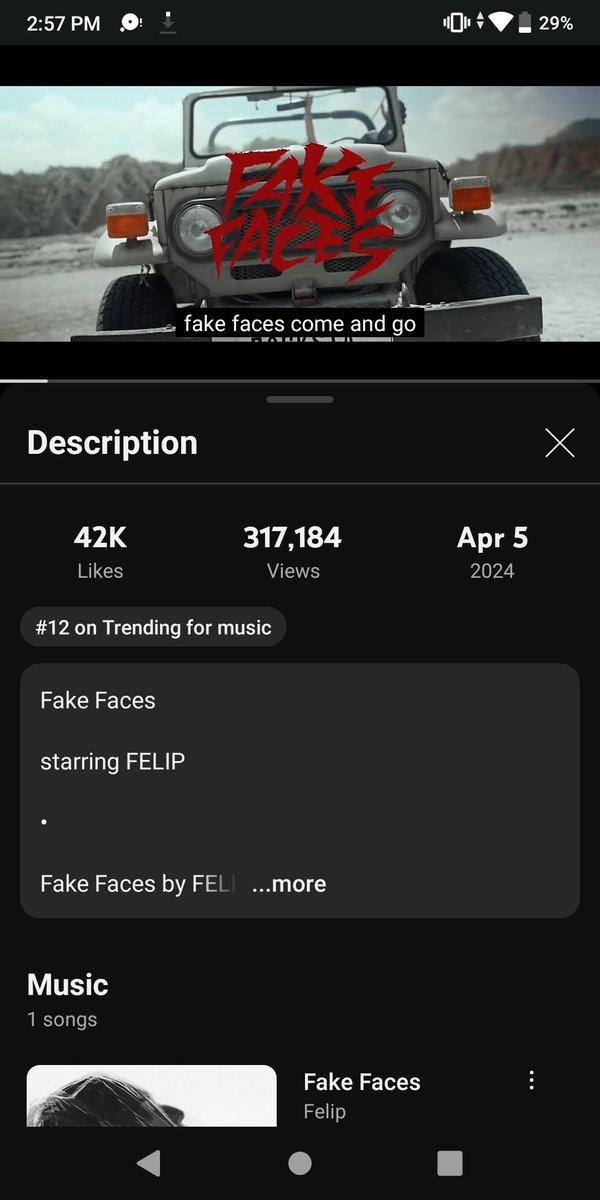 2:57 PM
29%
FAKE
FACES
fake faces come and go
Description
42K
317,184
Apr 5
Likes
Views
2024
#12 on Trending for music
Fake Faces
starring FELIP
•
Fake Faces by FELI ...more
Music
1 songs
Fake Faces
Felip